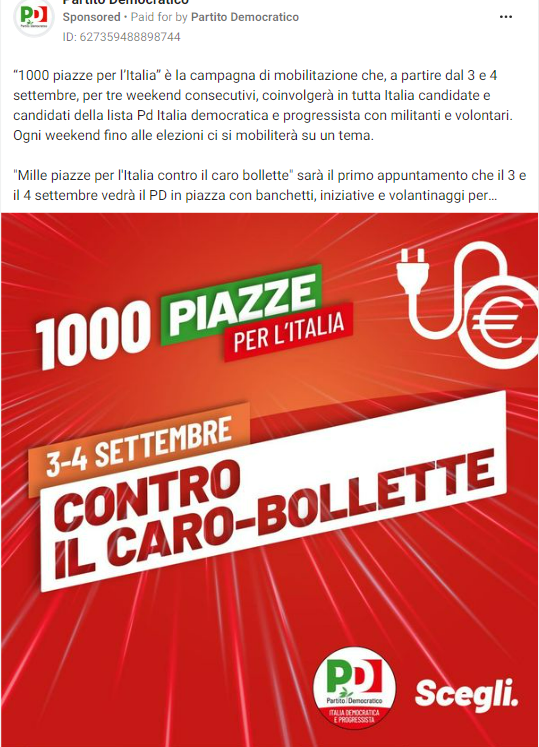 Partito Democratico
Sponsored • Paid for by Partito Democratico
ID: 627359488898744
“1000 piazze per l’Italia” è la campagna di mobilitazione che, a partire dal 3 e 4
settembre, per tre weekend consecutivi, coinvolgerà in tutta Italia candidate e
candidati della lista Pd Italia democratica e progressista con militanti e volontari.
Ogni weekend fino alle elezioni ci si mobiliterà su un tema.
"Mille piazze per l'Italia contro il caro bollette" sarà il primo appuntamento che il 3 e
il 4 settembre vedrà il PD in piazza con banchetti, iniziative e volantinaggi per...
1000 PIAZZE
PER L'ITALIA
€
3-4 SETTEMBRE
CONTRO
IL CARO-BOLLETTE
PD
Partito Democratico
ITALIA DEMOCRATICA
E PROGRESSISTA
Scegli.